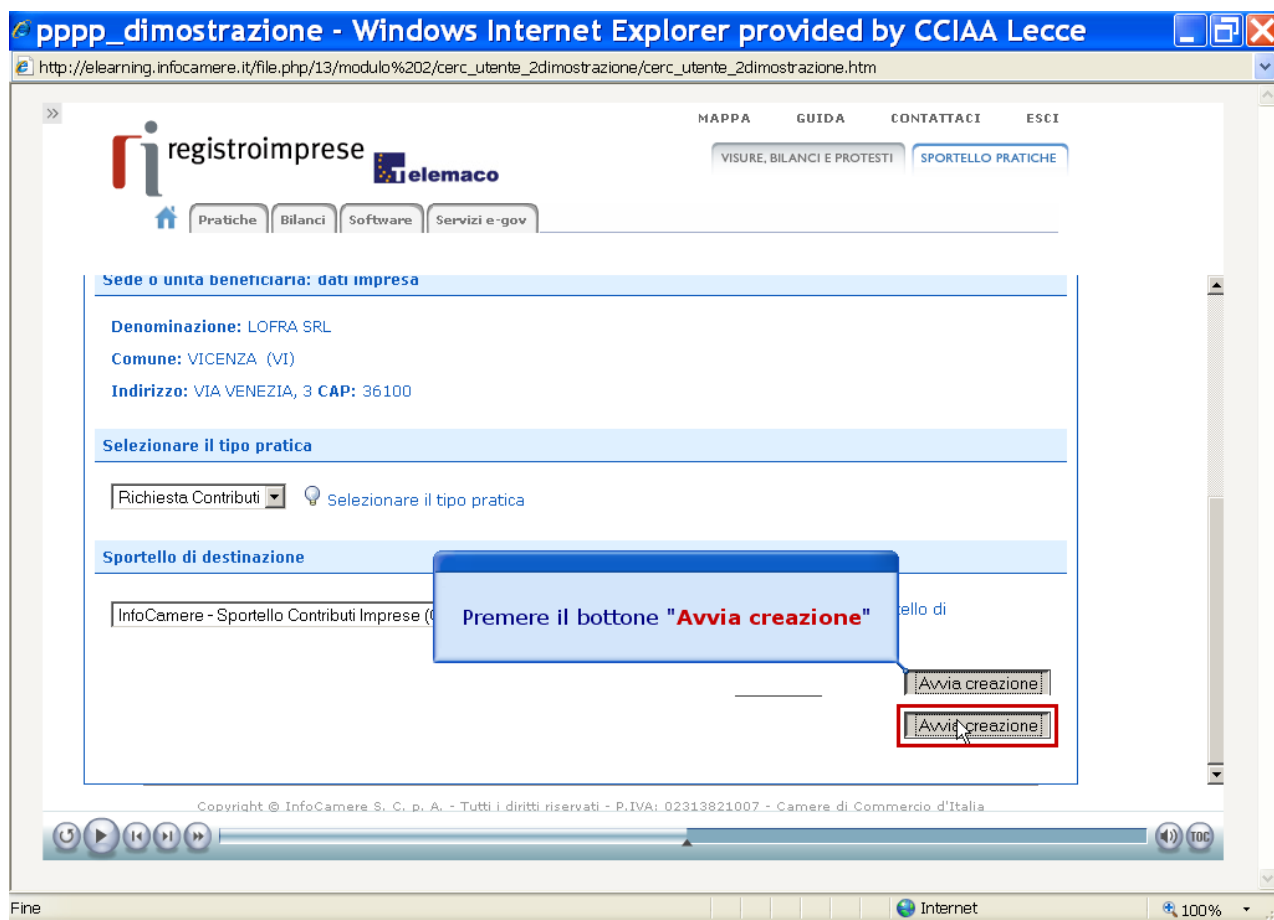 pppp_dimostrazione - Windows Internet Explorer provided by CCIAA Lecce
http://elearning.infocamere.it/file.php/13/modulo%202/cerc_utente_2dimostrazione/cerc_utente_2dimostrazione.htm
MAPPA GUIDA CONTATTACI ESCI
registroimprese Telemaco
VISURE, BILANCI E PROTESTI SPORTELLO PRATICHE
Pratiche Bilanci Software Servizi e-gov
Sede o unità beneficiaria: dati impresa
Denominazione: LOFRA SRL
Comune: VICENZA (VI)
Indirizzo: VIA VENEZIA, 3 CAP: 36100
Selezionare il tipo pratica
Richiesta Contributi Selezionare il tipo pratica
Sportello di destinazione
InfoCamere - Sportello Contributi Imprese ( tello di
Premere il bottone "Avvia creazione"
Avvia creazione
Avvia creazione
Copyright © InfoCamere S. C. p. A. - Tutti i diritti riservati - P.IVA: 02313821007 - Camere di Commercio d'Italia
TOC
Fine Internet 100%